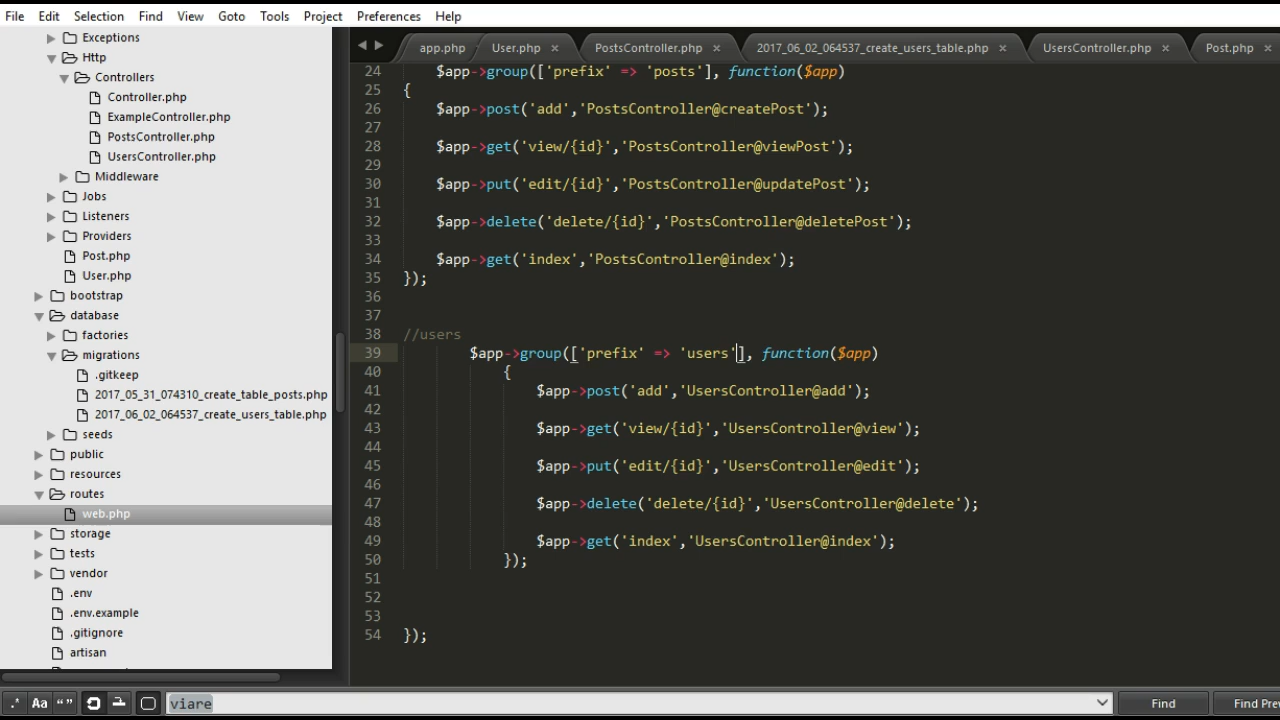 File Edit Selection Find View Goto Tools Project Preferences Help
Exceptions
Http
Controllers
Controller.php
ExampleController.php
PostsController.php
UsersController.php
Middleware
Jobs
Listeners
Providers
Post.php
User.php
bootstrap
database
factories
migrations
.gitkeep
2017_05_31_074310_create_table_posts.php
2017_06_02_064537_create_users_table.php
seeds
public
resources
routes
web.php
storage
tests
vendor
.env
.env.example
.gitignore
artisan
app.php User.php × PostsController.php × 2017_06_02_064537_create_users_table.php × UsersController.php × Post.php ×
24 $app->group(['prefix' => 'posts'], function($app)
25 {
26 $app->post('add','PostsController@createPost');
27
28 $app->get('view/{id}','PostsController@viewPost');
29
30 $app->put('edit/{id}','PostsController@updatePost');
31
32 $app->delete('delete/{id}','PostsController@deletePost');
33
34 $app->get('index','PostsController@index');
35 });
36
37
38 //users
39 $app->group(['prefix' => 'users'], function($app)
40 {
41 $app->post('add','UsersController@add');
42
43 $app->get('view/{id}','UsersController@view');
44
45 $app->put('edit/{id}','UsersController@edit');
46
47 $app->delete('delete/{id}','UsersController@delete');
48
49 $app->get('index','UsersController@index');
50 });
51
52
53
54 });
.* Aa “” viare Find Find Pre